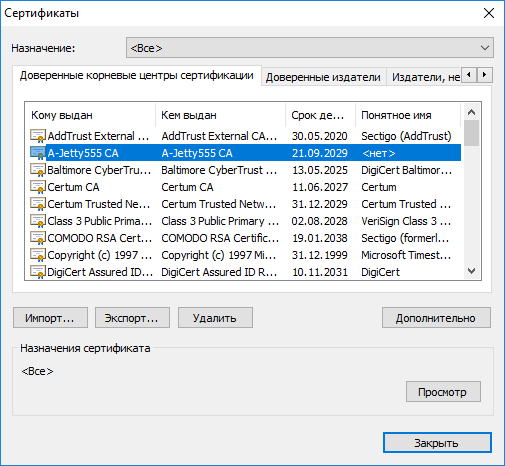 Сертификаты
Назначение: <Все>
Доверенные корневые центры сертификации Доверенные издатели Издатели, не
Кому выдан Кем выдан Срок де... Понятное имя
AddTrust External ... AddTrust External CA... 30.05.2020 Sectigo (AddTrust)
A-Jetty555 CA A-Jetty555 CA 21.09.2029 <нет>
Baltimore CyberTru... Baltimore CyberTrust ... 13.05.2025 DigiCert Baltimor...
Certum CA Certum CA 11.06.2027 Certum
Certum Trusted Ne... Certum Trusted Netw... 31.12.2029 Certum Trusted ...
Class 3 Public Prima... Class 3 Public Primary ... 02.08.2028 VeriSign Class 3 ...
COMODO RSA Cert... COMODO RSA Certific... 19.01.2038 Sectigo (formerl...
Copyright (c) 1997 ... Copyright (c) 1997 Mi... 31.12.1999 Microsoft Timest...
DigiCert Assured ID... DigiCert Assured ID R... 10.11.2031 DigiCert
Импорт... Экспорт... Удалить Дополнительно
Назначения сертификата
<Все>
Просмотр
Закрыть